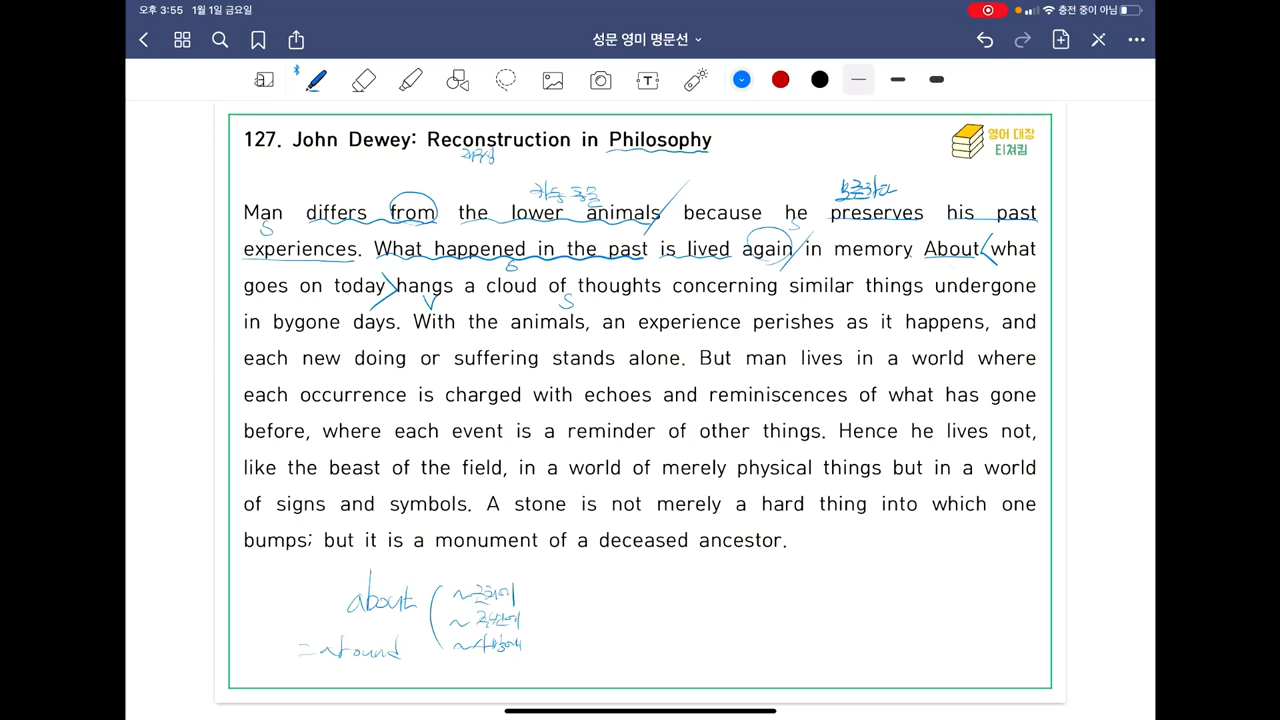 오후 3:55 1월 1일 금요일
충전 중이 아님
성문 영미 명문선
127. John Dewey: Reconstruction in Philosophy
영어 대장
티쳐킴
재구성
하등 동물
보존하다
Man differs from the lower animals because he preserves his past
S
S
experiences. What happened in the past is lived again in memory. About what
S
goes on today hangs a cloud of thoughts concerning similar things undergone
V
S
in bygone days. With the animals, an experience perishes as it happens, and
each new doing or suffering stands alone. But man lives in a world where
each occurrence is charged with echoes and reminiscences of what has gone
before, where each event is a reminder of other things. Hence he lives not,
like the beast of the field, in a world of merely physical things but in a world
of signs and symbols. A stone is not merely a hard thing into which one
bumps; but it is a monument of a deceased ancestor.
about
~근처에
~주변에
= around
~사방에